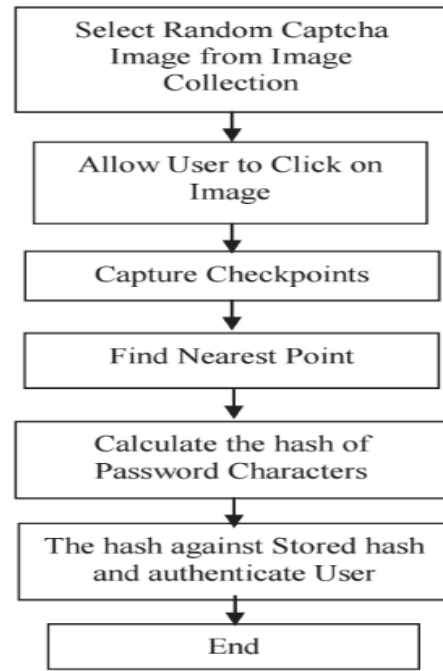 Select Random Captcha
Image from Image
Collection
Allow User to Click on
Image
Capture Checkpoints
Find Nearest Point
Calculate the hash of
Password Characters
The hash against Stored hash
and authenticate User
End